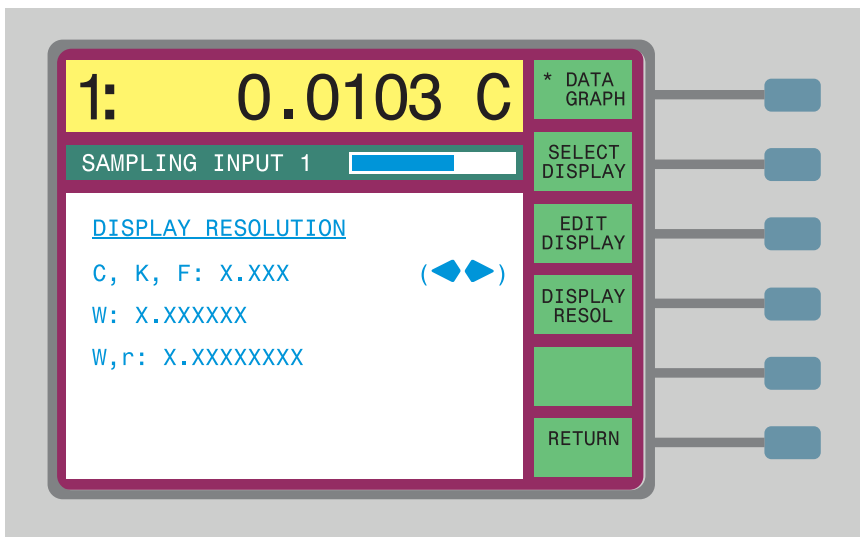 1: 0.0103 C
SAMPLING INPUT 1
DISPLAY RESOLUTION
C, K, F: X.XXX (◀▶)
W: X.XXXXXX
W,r: X.XXXXXXXX
* DATA
GRAPH
SELECT
DISPLAY
EDIT
DISPLAY
DISPLAY
RESOL
RETURN